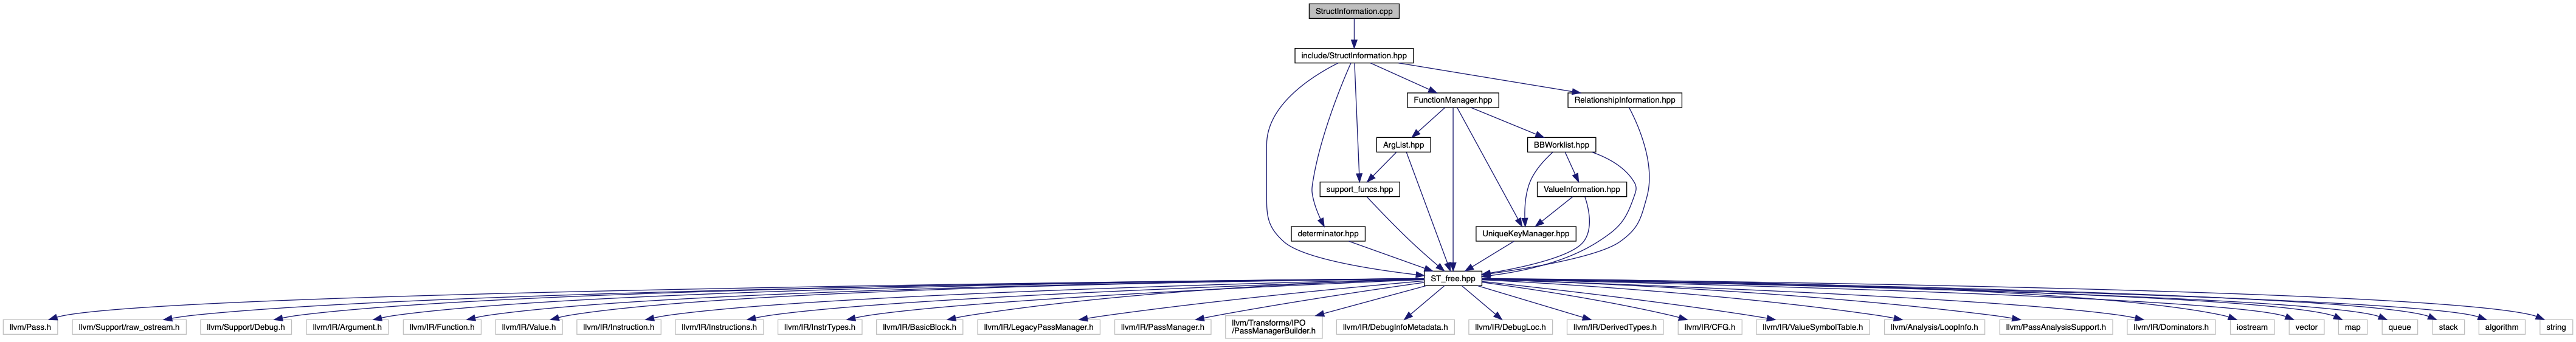 StructInformation.cpp
include/StructInformation.hpp
FunctionManager.hpp
RelationshipInformation.hpp
ArgList.hpp
BBWorklist.hpp
support_funcs.hpp
ValueInformation.hpp
determinator.hpp
UniqueKeyManager.hpp
ST_free.hpp
llvm/Pass.h
llvm/Support/raw_ostream.h
llvm/Support/Debug.h
llvm/IR/Argument.h
llvm/IR/Function.h
llvm/IR/Value.h
llvm/IR/Instruction.h
llvm/IR/Instructions.h
llvm/IR/InstrTypes.h
llvm/IR/BasicBlock.h
llvm/IR/LegacyPassManager.h
llvm/IR/PassManager.h
llvm/Transforms/IPO
/PassManagerBuilder.h
llvm/IR/DebugInfoMetadata.h
llvm/IR/DebugLoc.h
llvm/IR/DerivedTypes.h
llvm/IR/CFG.h
llvm/IR/ValueSymbolTable.h
llvm/Analysis/LoopInfo.h
llvm/PassAnalysisSupport.h
llvm/IR/Dominators.h
iostream
vector
map
queue
stack
algorithm
string